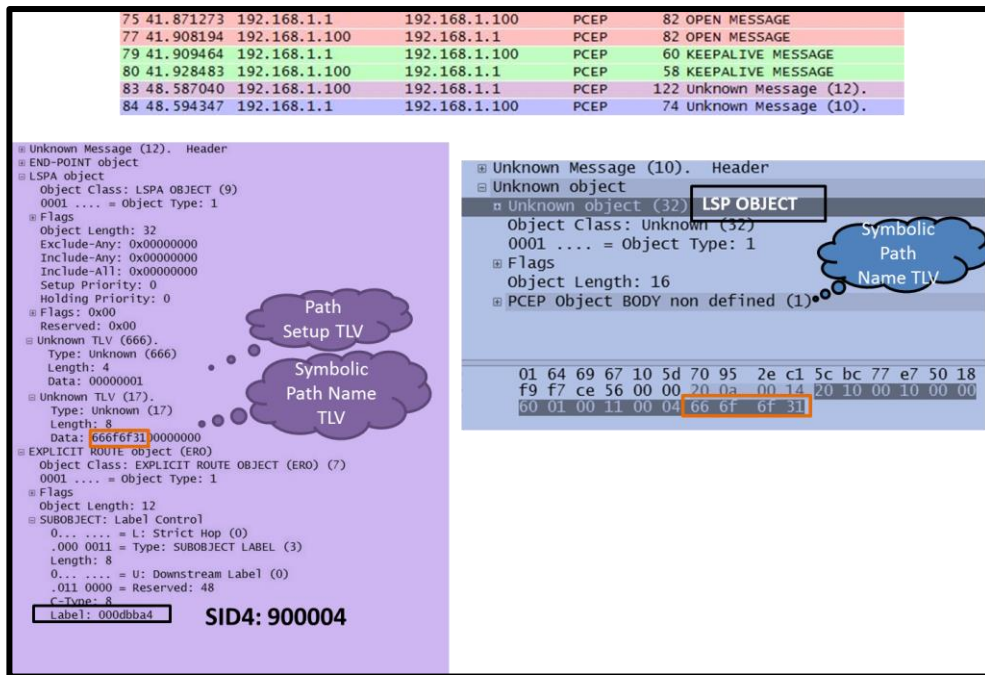 75 41.871273 192.168.1.1 192.168.1.100 PCEP 82 OPEN MESSAGE
77 41.908194 192.168.1.100 192.168.1.1 PCEP 82 OPEN MESSAGE
79 41.909464 192.168.1.1 192.168.1.100 PCEP 60 KEEPALIVE MESSAGE
80 41.928483 192.168.1.100 192.168.1.1 PCEP 58 KEEPALIVE MESSAGE
83 48.587040 192.168.1.100 192.168.1.1 PCEP 122 Unknown Message (12).
84 48.594347 192.168.1.1 192.168.1.100 PCEP 74 Unknown Message (10).
Unknown Message (12). Header
END-POINT object
LSPA object
Object Class: LSPA OBJECT (9)
0001 .... = Object Type: 1
Flags
Object Length: 32
Exclude-Any: 0x00000000
Include-Any: 0x00000000
Include-All: 0x00000000
Setup Priority: 0
Holding Priority: 0
Flags: 0x00
Reserved: 0x00
Unknown TLV (666).
Type: Unknown (666)
Length: 4
Data: 00000001
Unknown TLV (17).
Type: Unknown (17)
Length: 8
Data: 666f6f3100000000
EXPLICIT ROUTE object (ERO)
Object Class: EXPLICIT ROUTE OBJECT (ERO) (7)
0001 .... = Object Type: 1
Flags
Object Length: 12
SUBOBJECT: Label Control
0... .... = L: Strict Hop (0)
.000 0011 = Type: SUBOBJECT LABEL (3)
Length: 8
0... .... = U: Downstream Label (0)
.011 0000 = Reserved: 48
C-Type: 8
Label: 000dbba4
SID4: 900004
Path
Setup TLV
Symbolic
Path Name
TLV
Unknown Message (10). Header
Unknown object
Unknown object (32)
LSP OBJECT
Object Class: Unknown (32)
0001 .... = Object Type: 1
Flags
Object Length: 16
PCEP Object BODY non defined (1)
Symbolic
Path
Name TLV
01 64 69 67 10 5d 70 95 2e c1 5c bc 77 e7 50 18
f9 f7 ce 56 00 00 20 0a 00 14 20 10 00 10 00 00
60 01 00 11 00 04 66 6f 6f 31